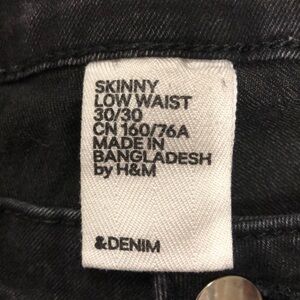 SKINNY
LOW WAIST
30/30
CN 160/76A
MADE IN
BANGLADESH
by H&M
&DENIM